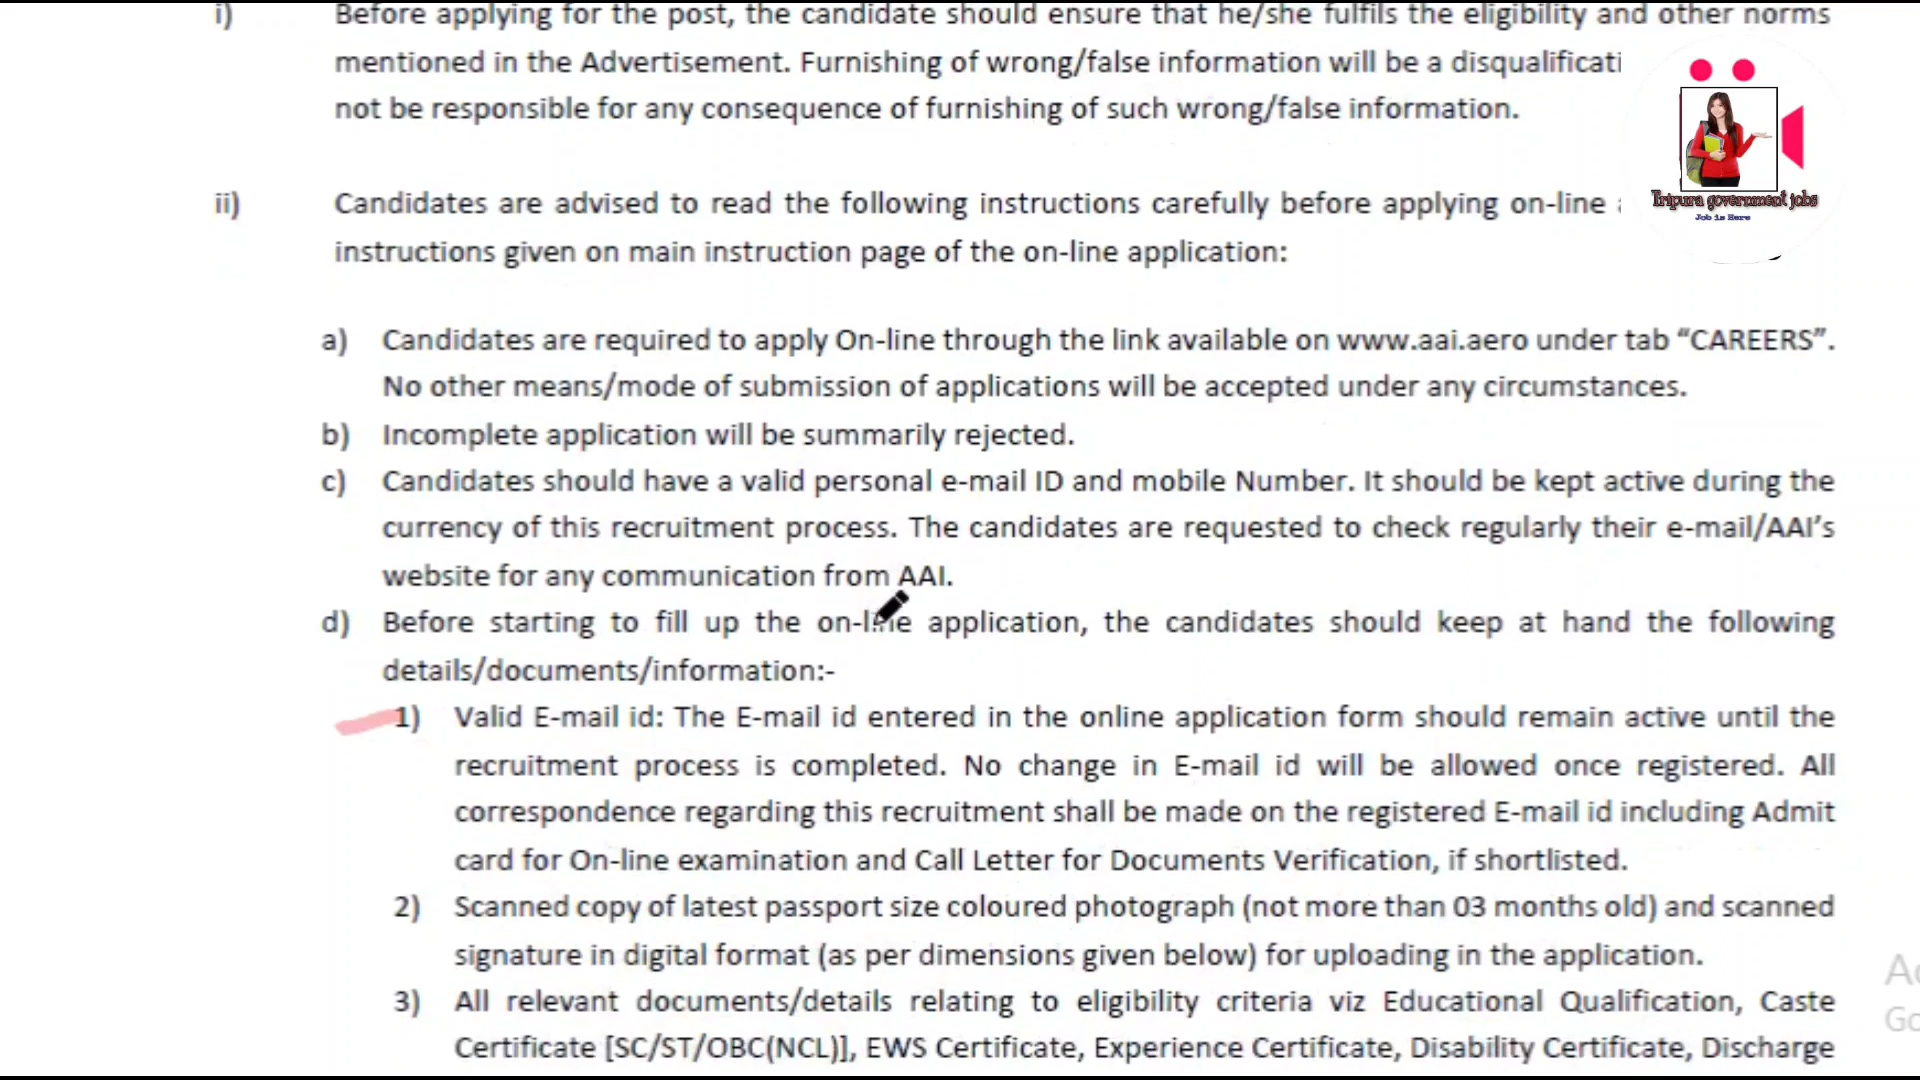 i) Before applying for the post, the candidate should ensure that he/she fulfils the eligibility and other norms
mentioned in the Advertisement. Furnishing of wrong/false information will be a disqualificati
not be responsible for any consequence of furnishing of such wrong/false information.
Tripura government jobs
Job is Here
ii) Candidates are advised to read the following instructions carefully before applying on-line
instructions given on main instruction page of the on-line application:
a) Candidates are required to apply On-line through the link available on www.aai.aero under tab “CAREERS”.
No other means/mode of submission of applications will be accepted under any circumstances.
b) Incomplete application will be summarily rejected.
c) Candidates should have a valid personal e-mail ID and mobile Number. It should be kept active during the
currency of this recruitment process. The candidates are requested to check regularly their e-mail/AAI’s
website for any communication from AAI.
d) Before starting to fill up the on-line application, the candidates should keep at hand the following
details/documents/information:-
1) Valid E-mail id: The E-mail id entered in the online application form should remain active until the
recruitment process is completed. No change in E-mail id will be allowed once registered. All
correspondence regarding this recruitment shall be made on the registered E-mail id including Admit
card for On-line examination and Call Letter for Documents Verification, if shortlisted.
2) Scanned copy of latest passport size coloured photograph (not more than 03 months old) and scanned
signature in digital format (as per dimensions given below) for uploading in the application.
3) All relevant documents/details relating to eligibility criteria viz Educational Qualification, Caste
Certificate [SC/ST/OBC(NCL)], EWS Certificate, Experience Certificate, Disability Certificate, Discharge